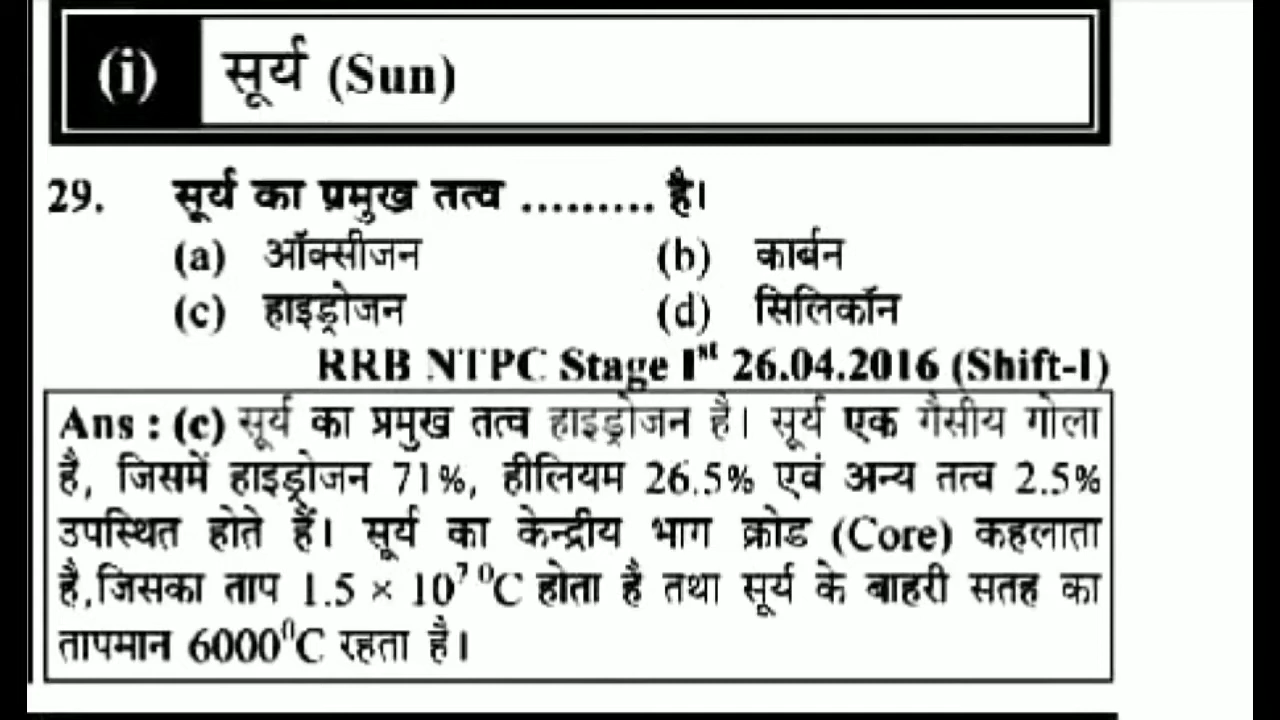 (i) सूर्य (Sun)
29. सूर्य का प्रमुख तत्व ......... है।
(a) ऑक्सीजन (b) कार्बन
(c) हाइड्रोजन (d) सिलिकॉन
RRB NTPC Stage Ist 26.04.2016 (Shift-I)
Ans : (c) सूर्य का प्रमुख तत्व हाइड्रोजन है। सूर्य एक गैसीय गोला
है, जिसमें हाइड्रोजन 71%, हीलियम 26.5% एवं अन्य तत्व 2.5%
उपस्थित होते हैं। सूर्य का केन्द्रीय भाग क्रोड (Core) कहलाता
है,जिसका ताप 1.5 × 10⁷ ⁰C होता है तथा सूर्य के बाहरी सतह का
तापमान 6000⁰C रहता है।